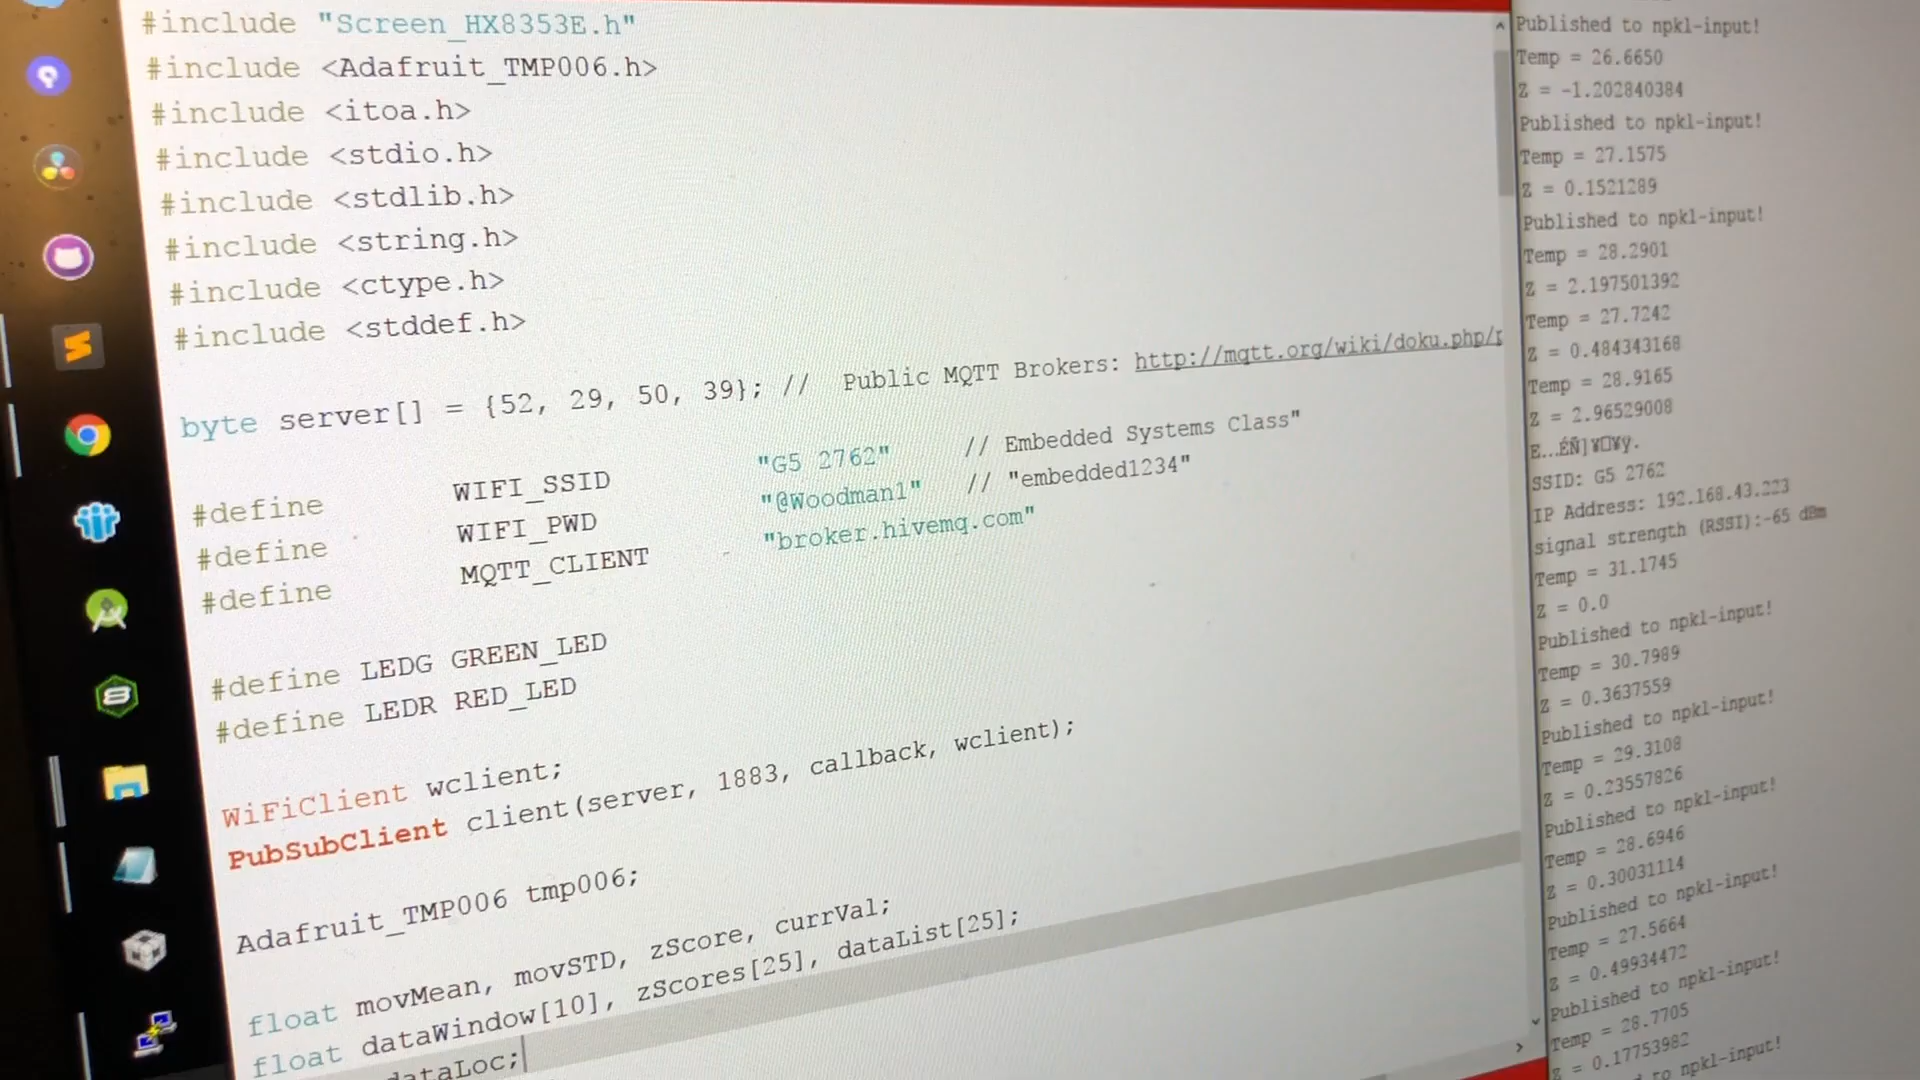 #include "Screen_HX8353E.h"
#include <Adafruit_TMP006.h>
#include <itoa.h>
#include <stdio.h>
#include <stdlib.h>
#include <string.h>
#include <ctype.h>
#include <stddef.h>
byte server[] = {52, 29, 50, 39}; // Public MQTT Brokers: http://mqtt.org/wiki/doku.php/
#define WIFI_SSID "G5 2762" // Embedded Systems Class"
#define WIFI_PWD "@Woodman1" // "embedded1234"
#define MQTT_CLIENT "broker.hivemq.com"
#define LEDG GREEN_LED
#define LEDR RED_LED
WiFiClient wclient;
PubSubClient client(server, 1883, callback, wclient);
Adafruit_TMP006 tmp006;
float movMean, movSTD, zScore, currVal;
float dataWindow[10], zScores[25], dataList[25];
dataLoc;
Published to npkl-input!
Temp = 26.6650
Z = -1.202840384
Published to npkl-input!
Temp = 27.1575
Z = 0.1521289
Published to npkl-input!
Temp = 28.2901
Z = 2.197501392
Temp = 27.7242
Z = 0.484343168
Temp = 28.9165
Z = 2.96529008
SSID: G5 2762
IP Address: 192.168.43.223
signal strength (RSSI):-65 dBm
Temp = 31.1745
Z = 0.0
Published to npkl-input!
Temp = 30.7989
Z = 0.3637559
Published to npkl-input!
Temp = 29.3108
Z = 0.23557826
Published to npkl-input!
Temp = 28.6946
Z = 0.30031114
Published to npkl-input!
Temp = 27.5664
Z = 0.49934472
Published to npkl-input!
Temp = 28.7705
Z = 0.17753982
to npkl-input!